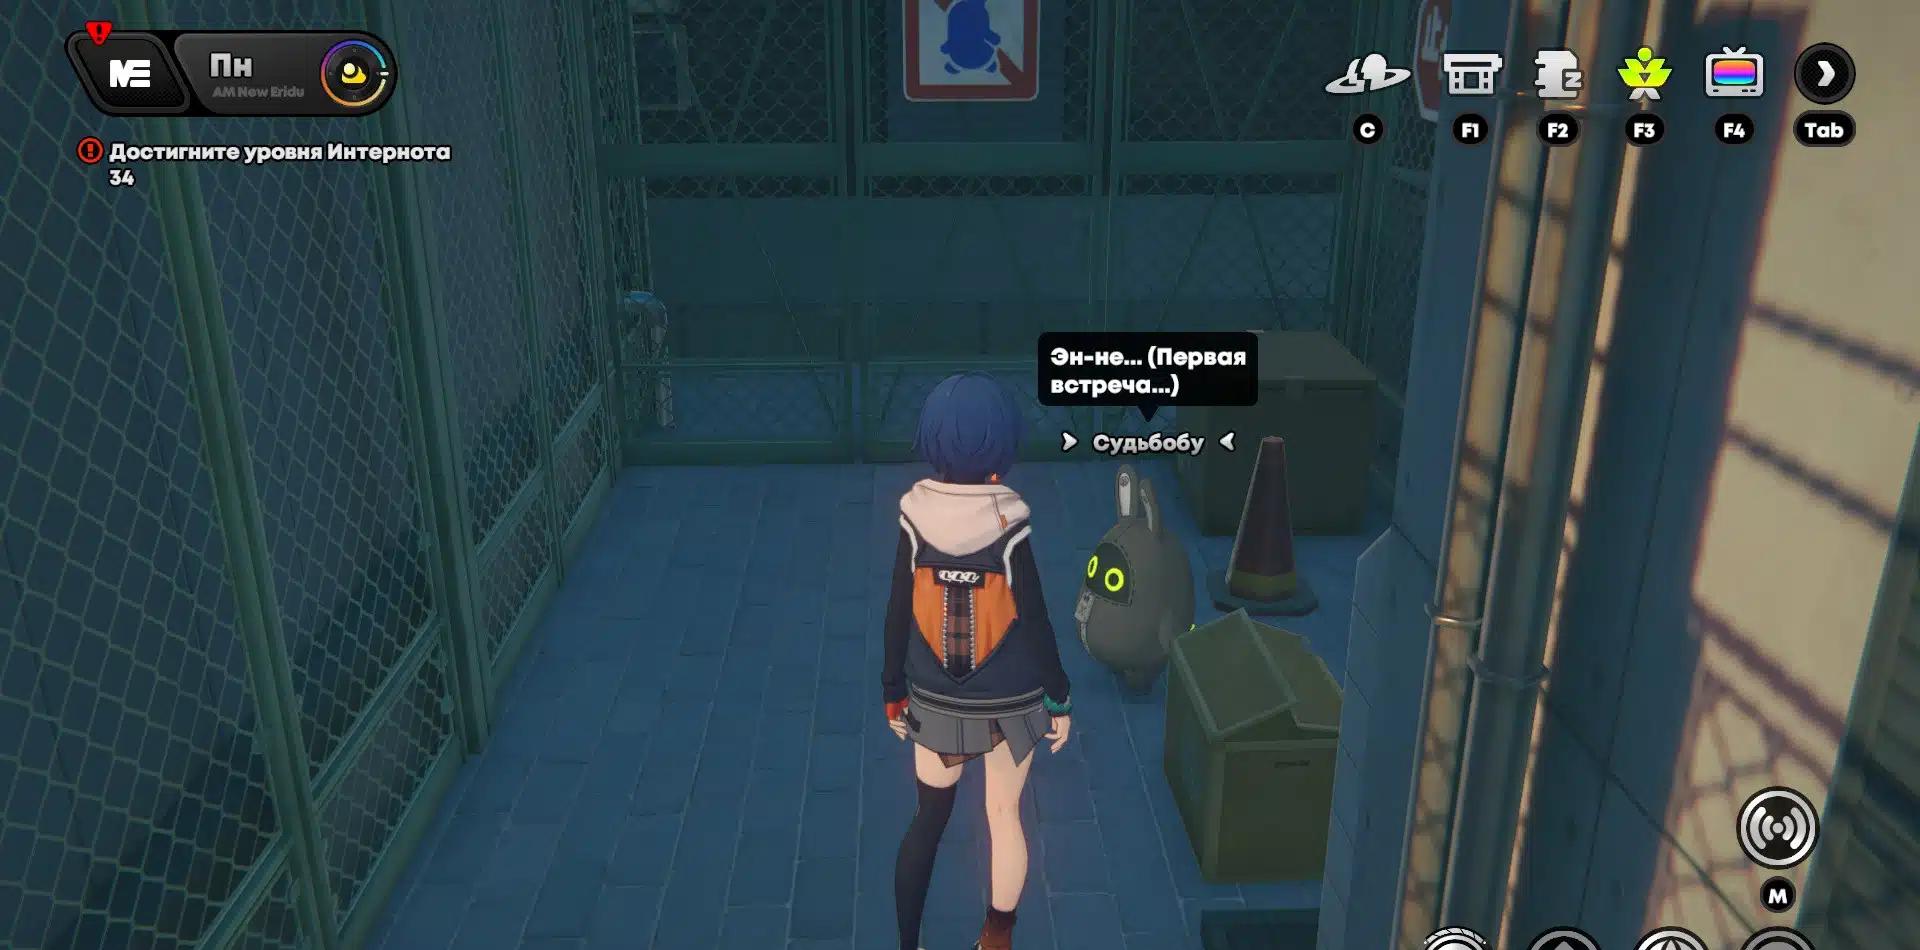 Пн
AM New Eridu
Достигните уровня Интернота
34
C
F1
F2
F3
F4
Tab
Эн-не... (Первая
встреча...)
Судьбобу
M